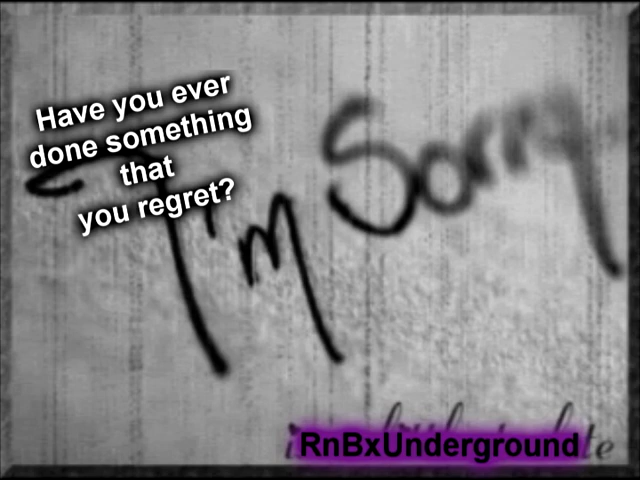 Have you ever
done something
that
you regret?
I'm Sorry
RnBxUnderground